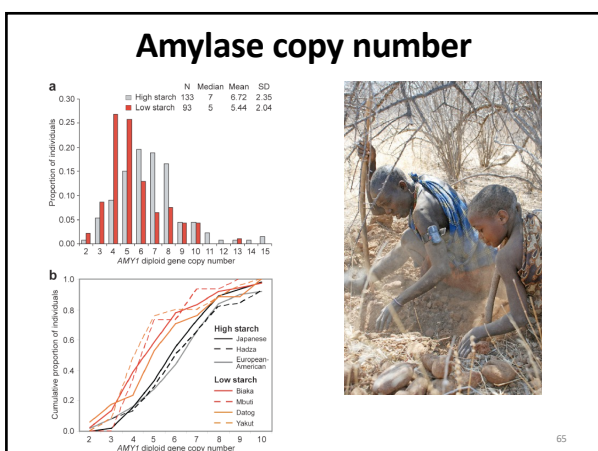 Amylase copy number
a
N Median Mean SD
High starch 133 7 6.72 2.35
Low starch 93 5 5.44 2.04
Proportion of individuals
0.30
0.25
0.20
0.15
0.10
0.05
0.00
2 3 4 5 6 7 8 9 10 11 12 13 14 15
AMY1 diploid gene copy number
b
Cumulative proportion of individuals
1.0
0.8
0.6
0.4
0.2
0.0
High starch
Japanese
Hadza
European-
American
Low starch
Biaka
Mbuti
Datog
Yakut
2 3 4 5 6 7 8 9 10
AMY1 diploid gene copy number
65